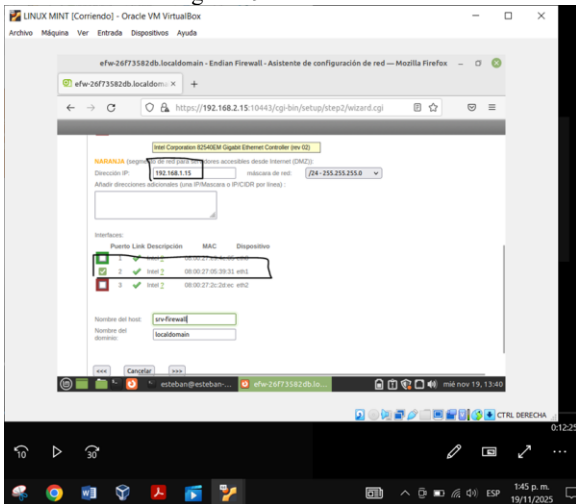 LINUX MINT [Corriendo] - Oracle VM VirtualBox
Archivo Máquina Ver Entrada Dispositivos Ayuda
efw-26f73582db.localdomain - Endian Firewall - Asistente de configuración de red — Mozilla Firefox
efw-26f73582db.localdomai
https://192.168.2.15:10443/cgi-bin/setup/step2/wizard.cgi
Intel Corporation 82540EM Gigabit Ethernet Controller (rev 02)
NARANJA (segmento de red para servidores accesibles desde Internet (DMZ)):
Dirección IP: 192.168.1.15 máscara de red: /24 - 255.255.255.0
Añadir direcciones adicionales (una IP/Mascara o IP/CIDR por línea) :
Interfaces:
Puerto Link Descripción MAC Dispositivo
1 Intel ? eth0
2 Intel ? 08:00:27:05:39:31 eth1
3 Intel ? 08:00:27:2c:2d:ec eth2
Nombre del host: srv-firewall
Nombre del dominio: localdomain
<<< Cancelar >>>
esteban@esteban-... efw-26f73582db.lo... mié nov 19, 13:40
CTRL DERECHA
0:12:25
10 30
ESP 1:45 p. m.
19/11/2025